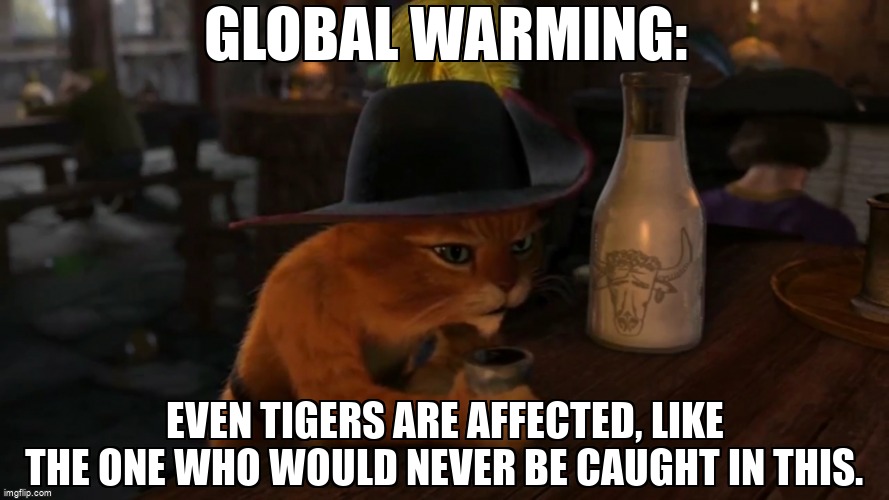 GLOBAL WARMING:
EVEN TIGERS ARE AFFECTED, LIKE
THE ONE WHO WOULD NEVER BE CAUGHT IN THIS.
imgflip.com